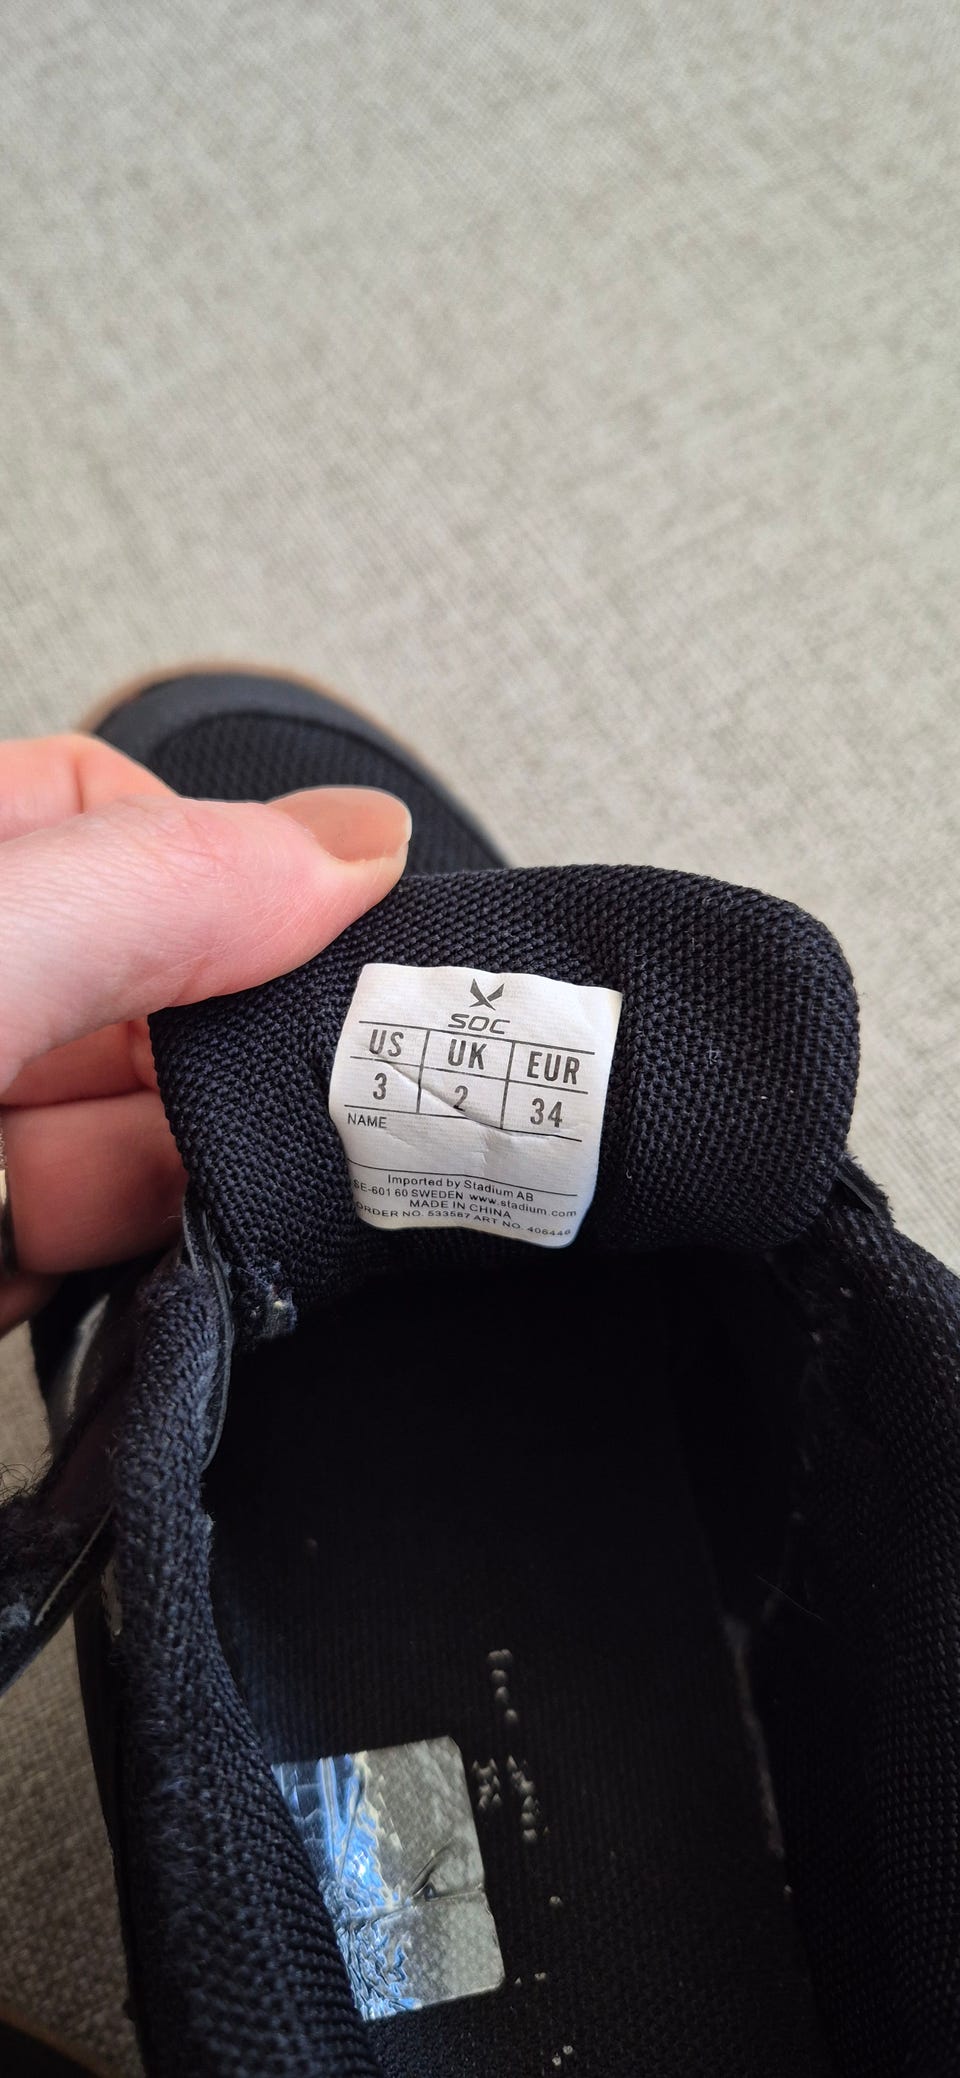 SOC
US UK EUR
3 2 34
NAME
Imported by Stadium AB
SE-601 60 SWEDEN www.stadium.com
MADE IN CHINA
ORDER NO. 533587 ART NO. 406446